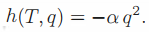 h(T, q) = −α q².